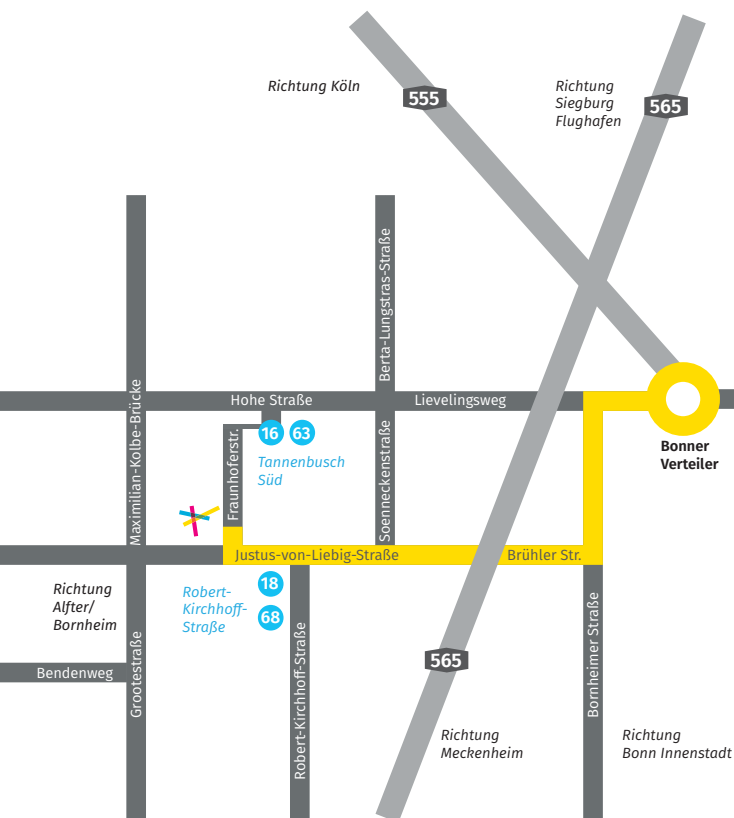 Richtung Köln
555
Richtung
Siegburg
Flughafen
565
Berta-Lungstras-Straße
Maximilian-Kolbe-Brücke
Hohe Straße
Lievelingsweg
16
63
Tannenbusch
Süd
Fraunhoferstr.
Soenneckenstraße
Bonner
Verteiler
Justus-von-Liebig-Straße
Brühler Str.
Richtung
Alfter/
Bornheim
Robert-
Kirchhoff-
Straße
18
68
Grootestraße
Robert-Kirchhoff-Straße
Bornheimer Straße
Bendenweg
565
Richtung
Meckenheim
Richtung
Bonn Innenstadt